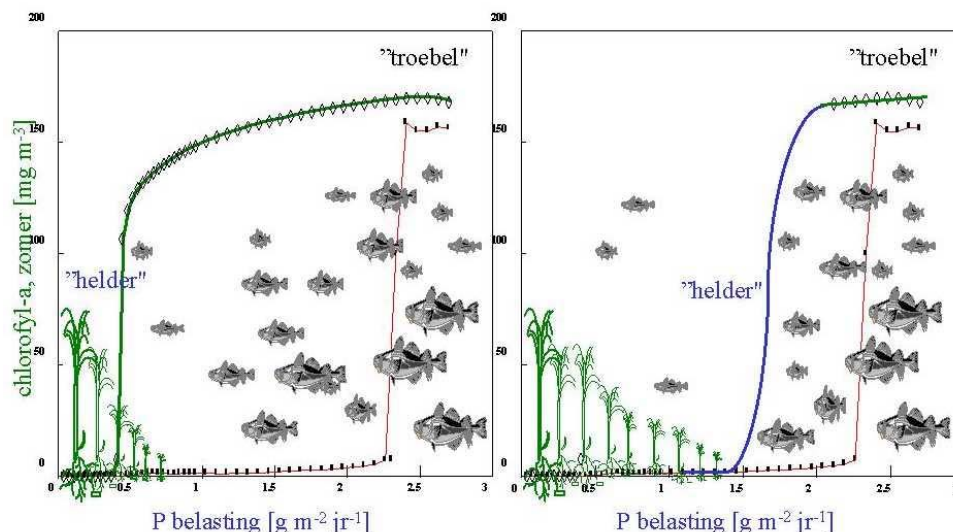 200
"troebel"
150
100
"helder"
50
0
0 0.5 1 1.5 2 2.5 3
chlorofyl-a, zomer [mg m-3]
P belasting [g m-2 jr-1]
200
"troebel"
150
100
"helder"
50
0
0 0.5 1 1.5 2 2.5 3
P belasting [g m-2 jr-1]